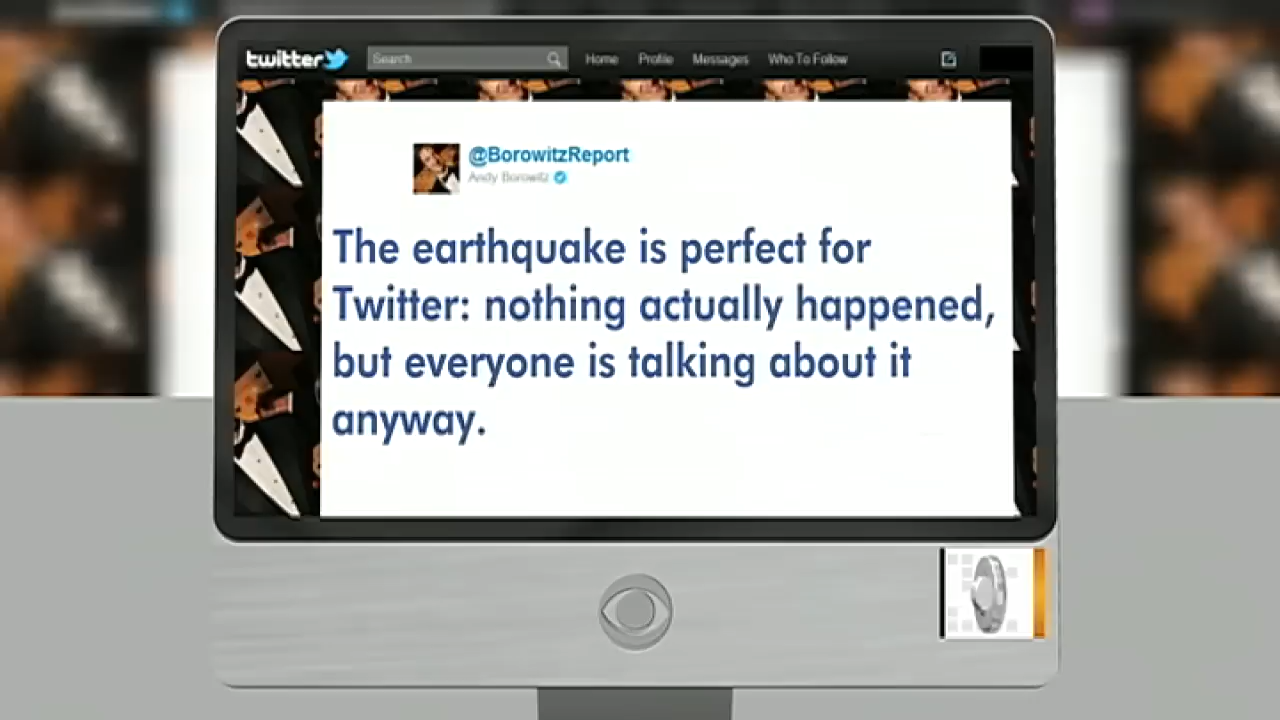 twitter
Search Home Profile Messages Who To Follow
@BorowitzReport
Andy Borowitz
The earthquake is perfect for
Twitter: nothing actually happened,
but everyone is talking about it
anyway.